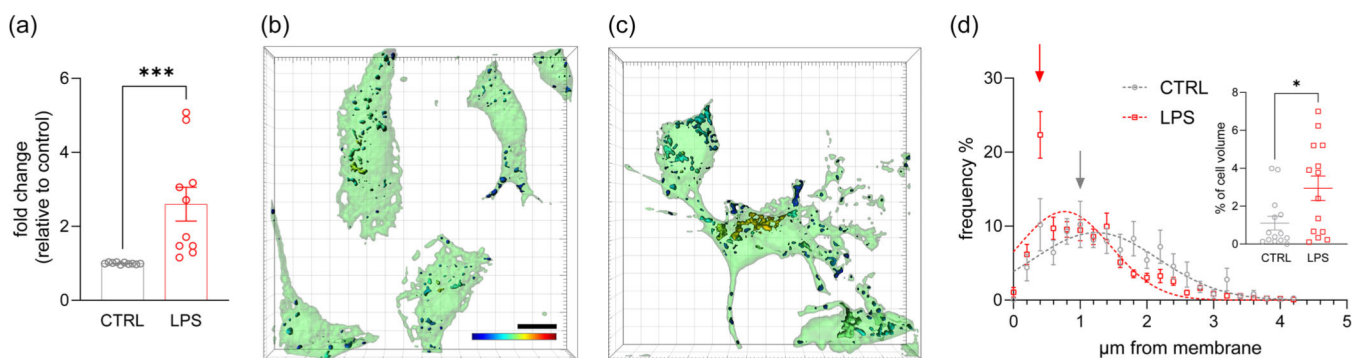 (a)
***
6
4
2
0
fold change
(relative to control)
CTRL
LPS
(b)
(c)
(d)
30
20
10
0
frequency %
CTRL
LPS
0
1
2
3
4
5
µm from membrane
*
8
6
4
2
0
% of cell volume
CTRL
LPS